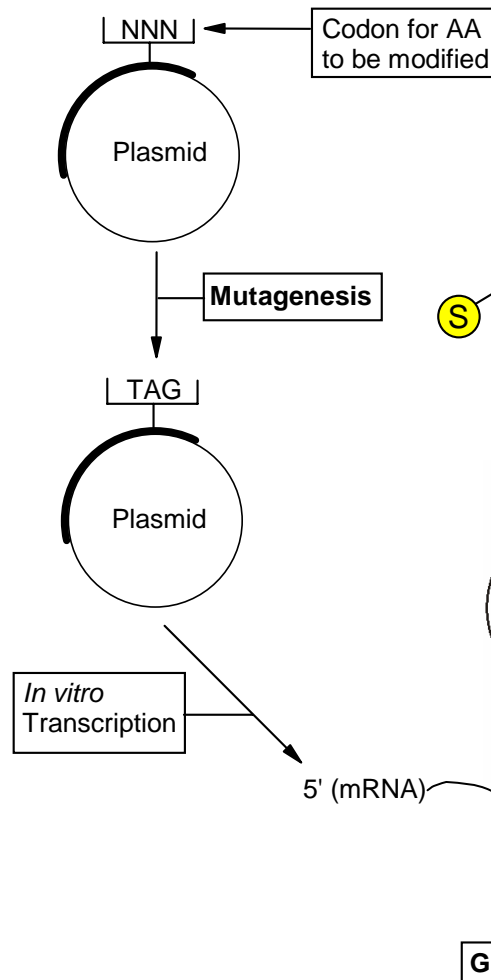 NNN
Codon for AA
to be modified
Plasmid
Mutagenesis
S
TAG
Plasmid
In vitro
Transcription
5' (mRNA)
G